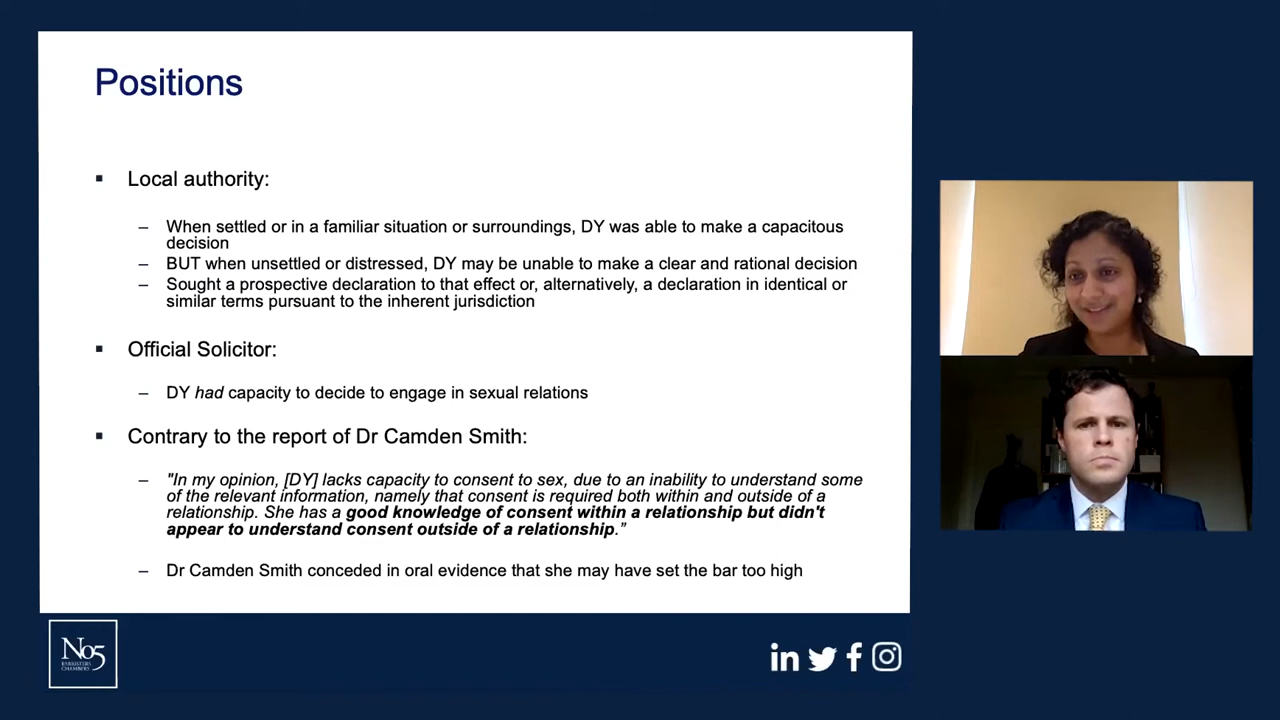 Positions
▪ Local authority:
– When settled or in a familiar situation or surroundings, DY was able to make a capacitous
decision
– BUT when unsettled or distressed, DY may be unable to make a clear and rational decision
– Sought a prospective declaration to that effect or, alternatively, a declaration in identical or
similar terms pursuant to the inherent jurisdiction
▪ Official Solicitor:
– DY had capacity to decide to engage in sexual relations
▪ Contrary to the report of Dr Camden Smith:
– "In my opinion, [DY] lacks capacity to consent to sex, due to an inability to understand some
of the relevant information, namely that consent is required both within and outside of a
relationship. She has a good knowledge of consent within a relationship but didn't
appear to understand consent outside of a relationship."
– Dr Camden Smith conceded in oral evidence that she may have set the bar too high
No5
BARRISTERS
CHAMBERS